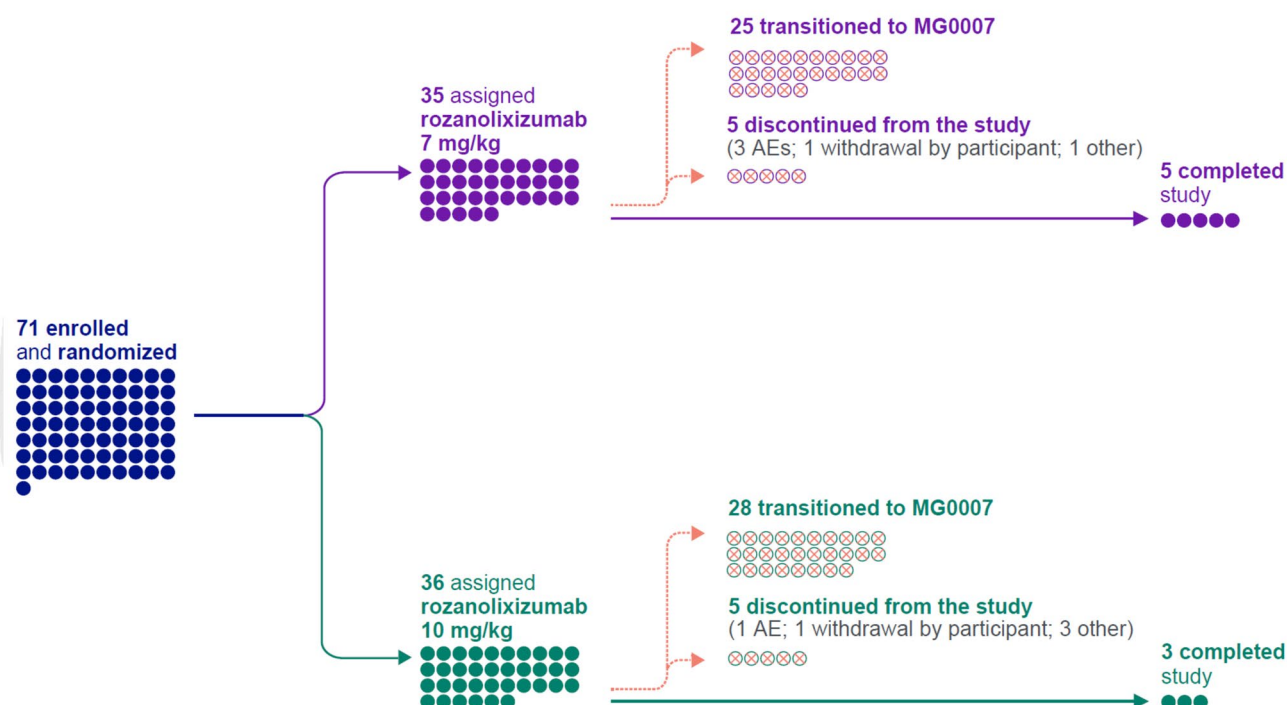 71 enrolled
and randomized
35 assigned
rozanolixizumab
7 mg/kg
25 transitioned to MG0007
5 discontinued from the study
(3 AEs; 1 withdrawal by participant; 1 other)
5 completed
study
36 assigned
rozanolixizumab
10 mg/kg
28 transitioned to MG0007
5 discontinued from the study
(1 AE; 1 withdrawal by participant; 3 other)
3 completed
study